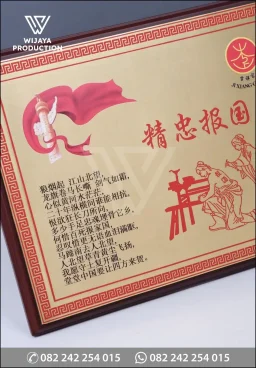 WIJAYA
PRODUCTION
JI XIANG
精忠报国
狼烟起 江山北望,
龙旗卷马长嘶 剑气如霜,
心似黄河水茫茫,
二十年纵横间谁能相抗,
恨欲狂长刀所向,
多少手足忠魂埋骨它乡,
何惜百死报家国,
忍叹惜更无语血泪满眶,
马蹄南去人北望,
人北望草青黄尘飞扬,
我愿守土复开疆,
堂堂中国要让四方来贺。
082 242 254 015
082 242 254 015